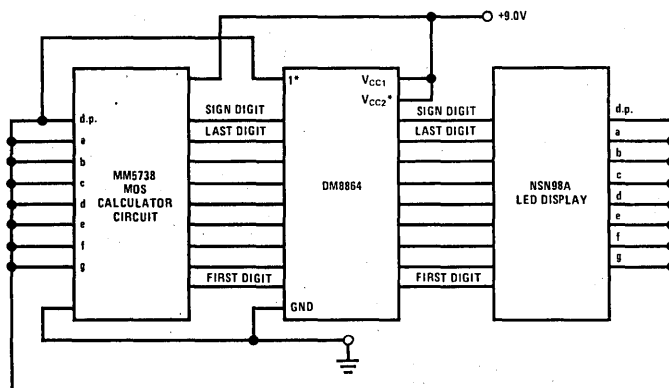 +9.0V
1*
VCC1
VCC2*
d.p.
SIGN DIGIT
SIGN DIGIT
d.p.
a
LAST DIGIT
LAST DIGIT
a
b
b
c
c
MM5738
MOS
CALCULATOR
CIRCUIT
DM8864
NSN98A
LED DISPLAY
d
d
e
e
f
f
g
g
FIRST DIGIT
FIRST DIGIT
GND